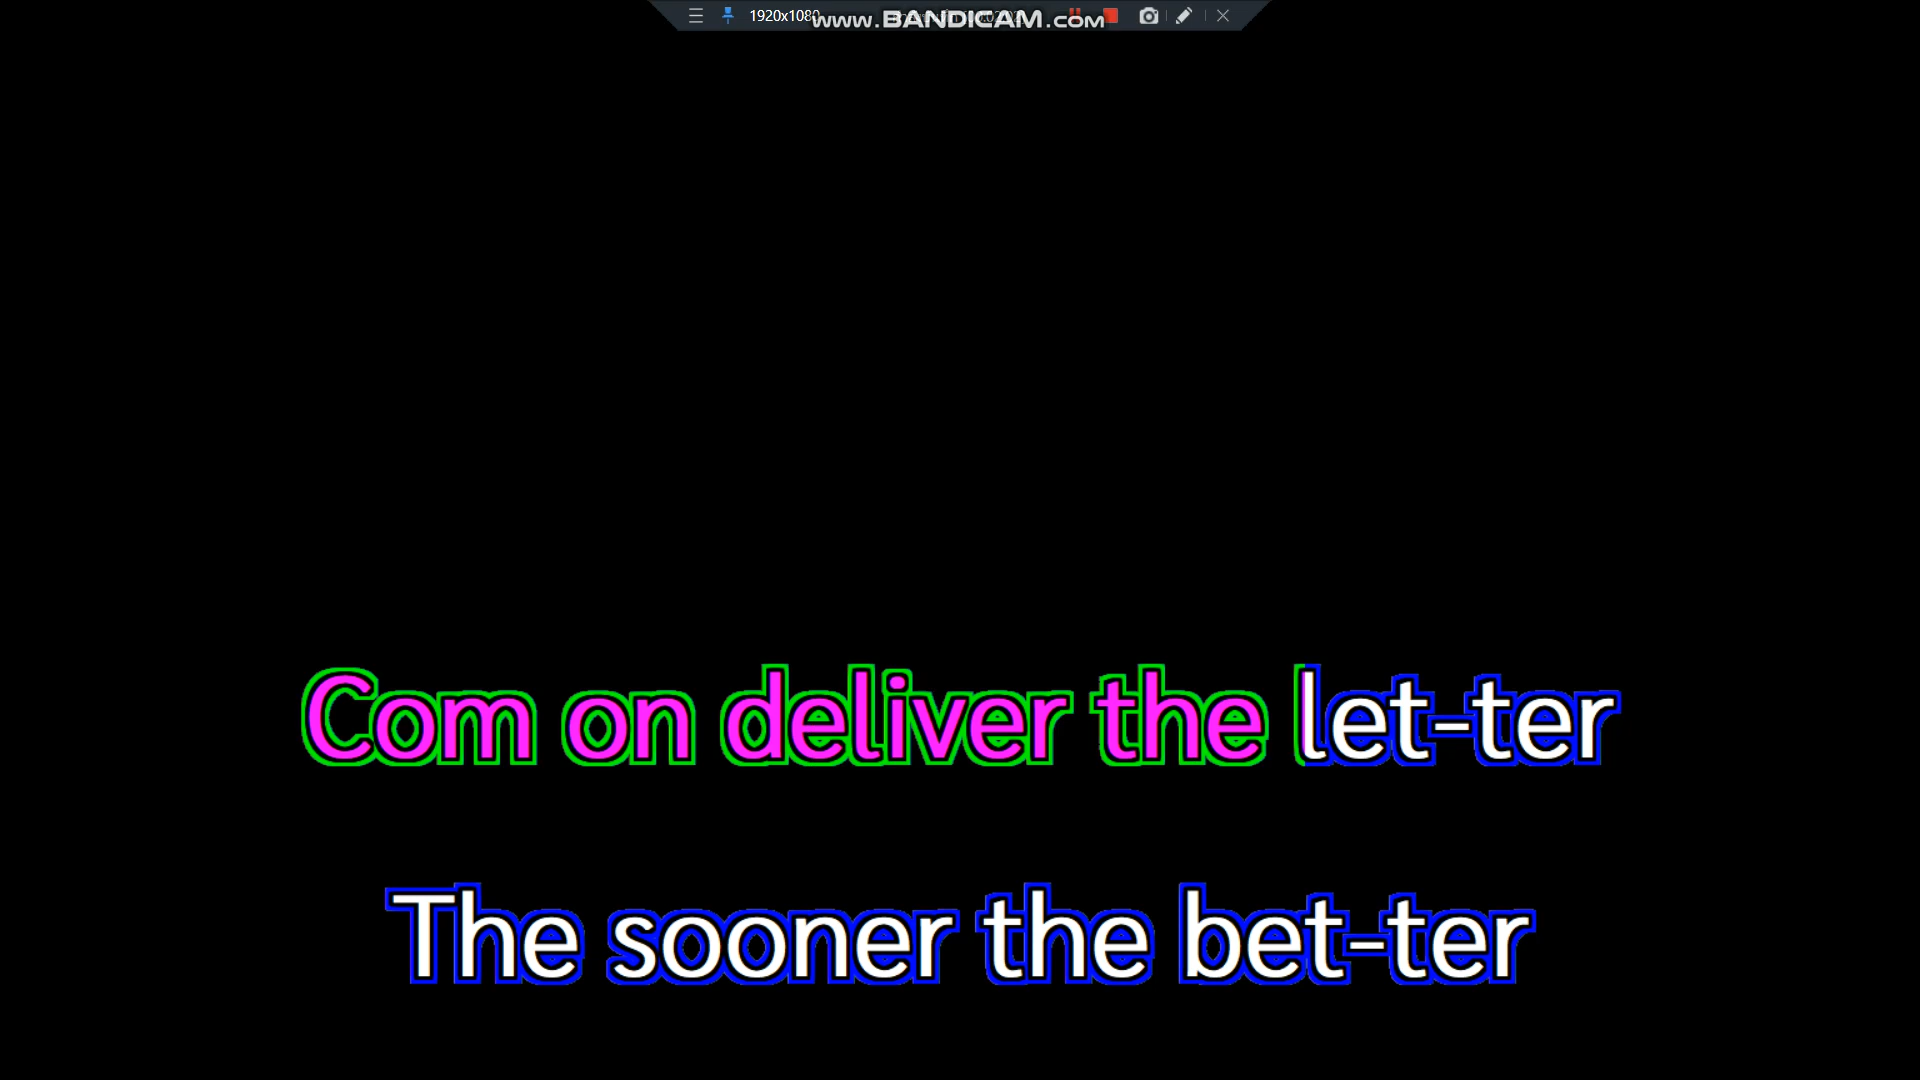 1920x1080
www.BANDICAM.com
Com on deliver the let-ter
The sooner the bet-ter